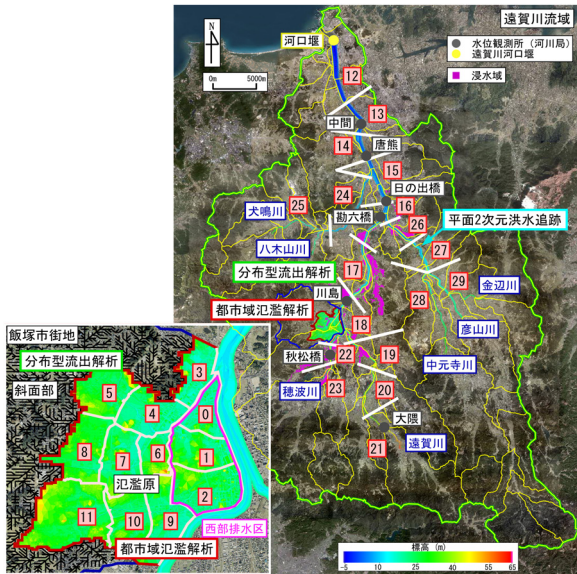 遠賀川流域
水位観測所（河川局）
遠賀川河口堰
浸水域
N
0 5000m
河口堰
12
13
中間
14
唐熊
15
24
日の出橋
25
16
犬鳴川
勘六橋
26
平面2次元洪水追跡
八木山川
27
分布型流出解析
17
29
金辺川
川島
28
都市域氾濫解析
彦山川
18
秋松橋
22
19
中元寺川
穂波川
23
20
大隈
21
遠賀川
飯塚市街地
分布型流出解析
斜面部
3
5
4
0
8
7
6
1
氾濫原
2
11
10
9
西部排水区
都市域氾濫解析
標高 (m)
-5 10 20 30 40 50 65